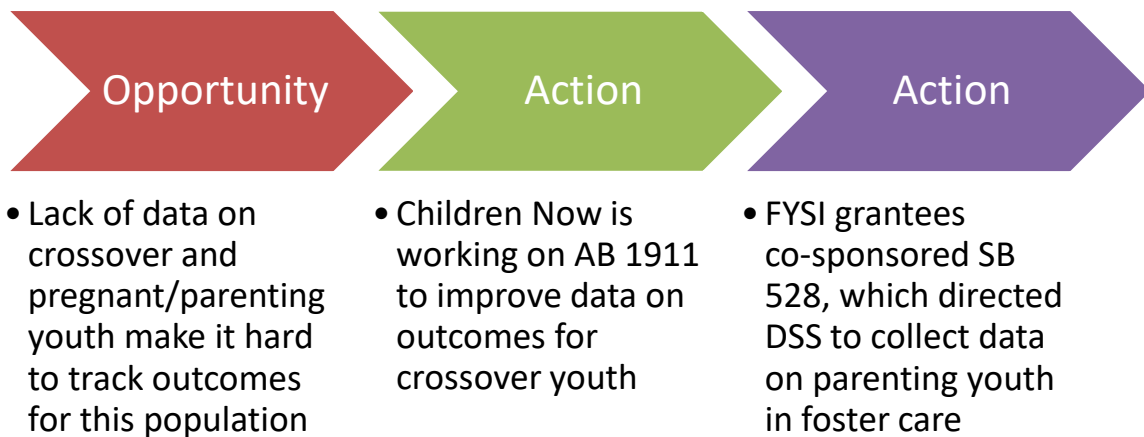 Opportunity
• Lack of data on
crossover and
pregnant/parenting
youth make it hard
to track outcomes
for this population
Action
• Children Now is
working on AB 1911
to improve data on
outcomes for
crossover youth
Action
• FYSI grantees
co-sponsored SB
528, which directed
DSS to collect data
on parenting youth
in foster care